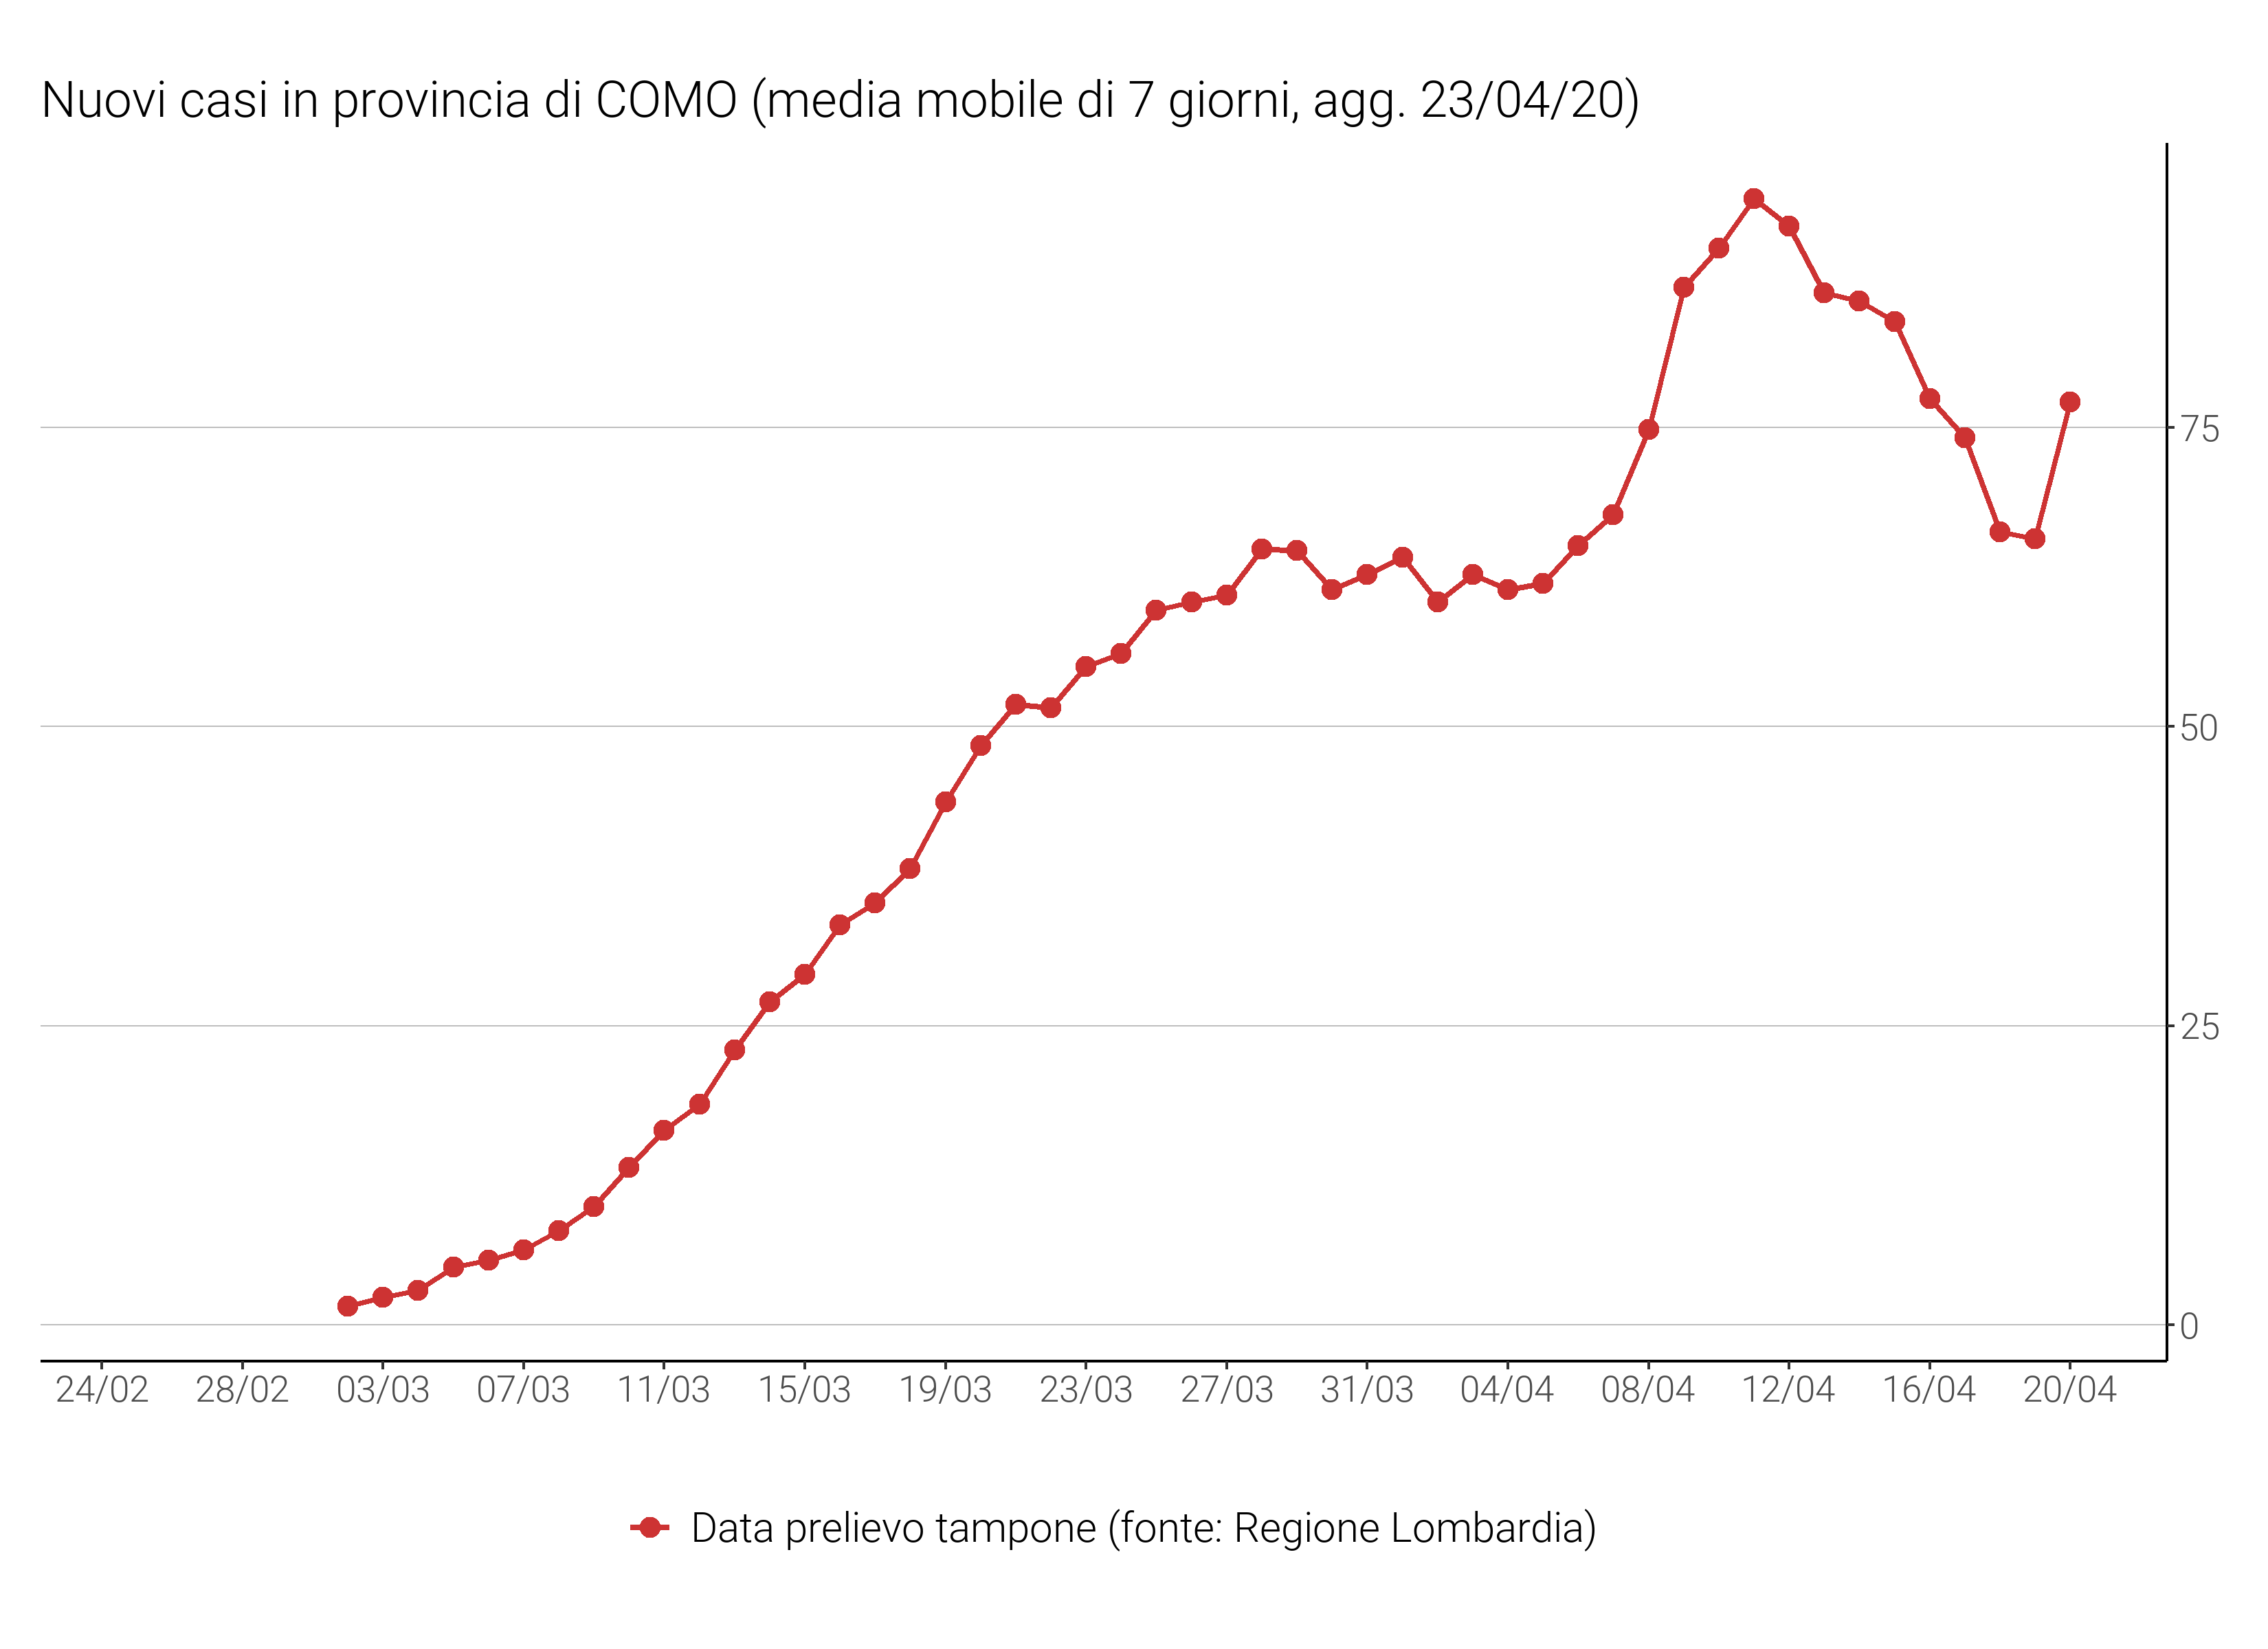 Nuovi casi in provincia di COMO (media mobile di 7 giorni, agg. 23/04/20)
75
50
25
0
24/02 28/02 03/03 07/03 11/03 15/03 19/03 23/03 27/03 31/03 04/04 08/04 12/04 16/04 20/04
Data prelievo tampone (fonte: Regione Lombardia)